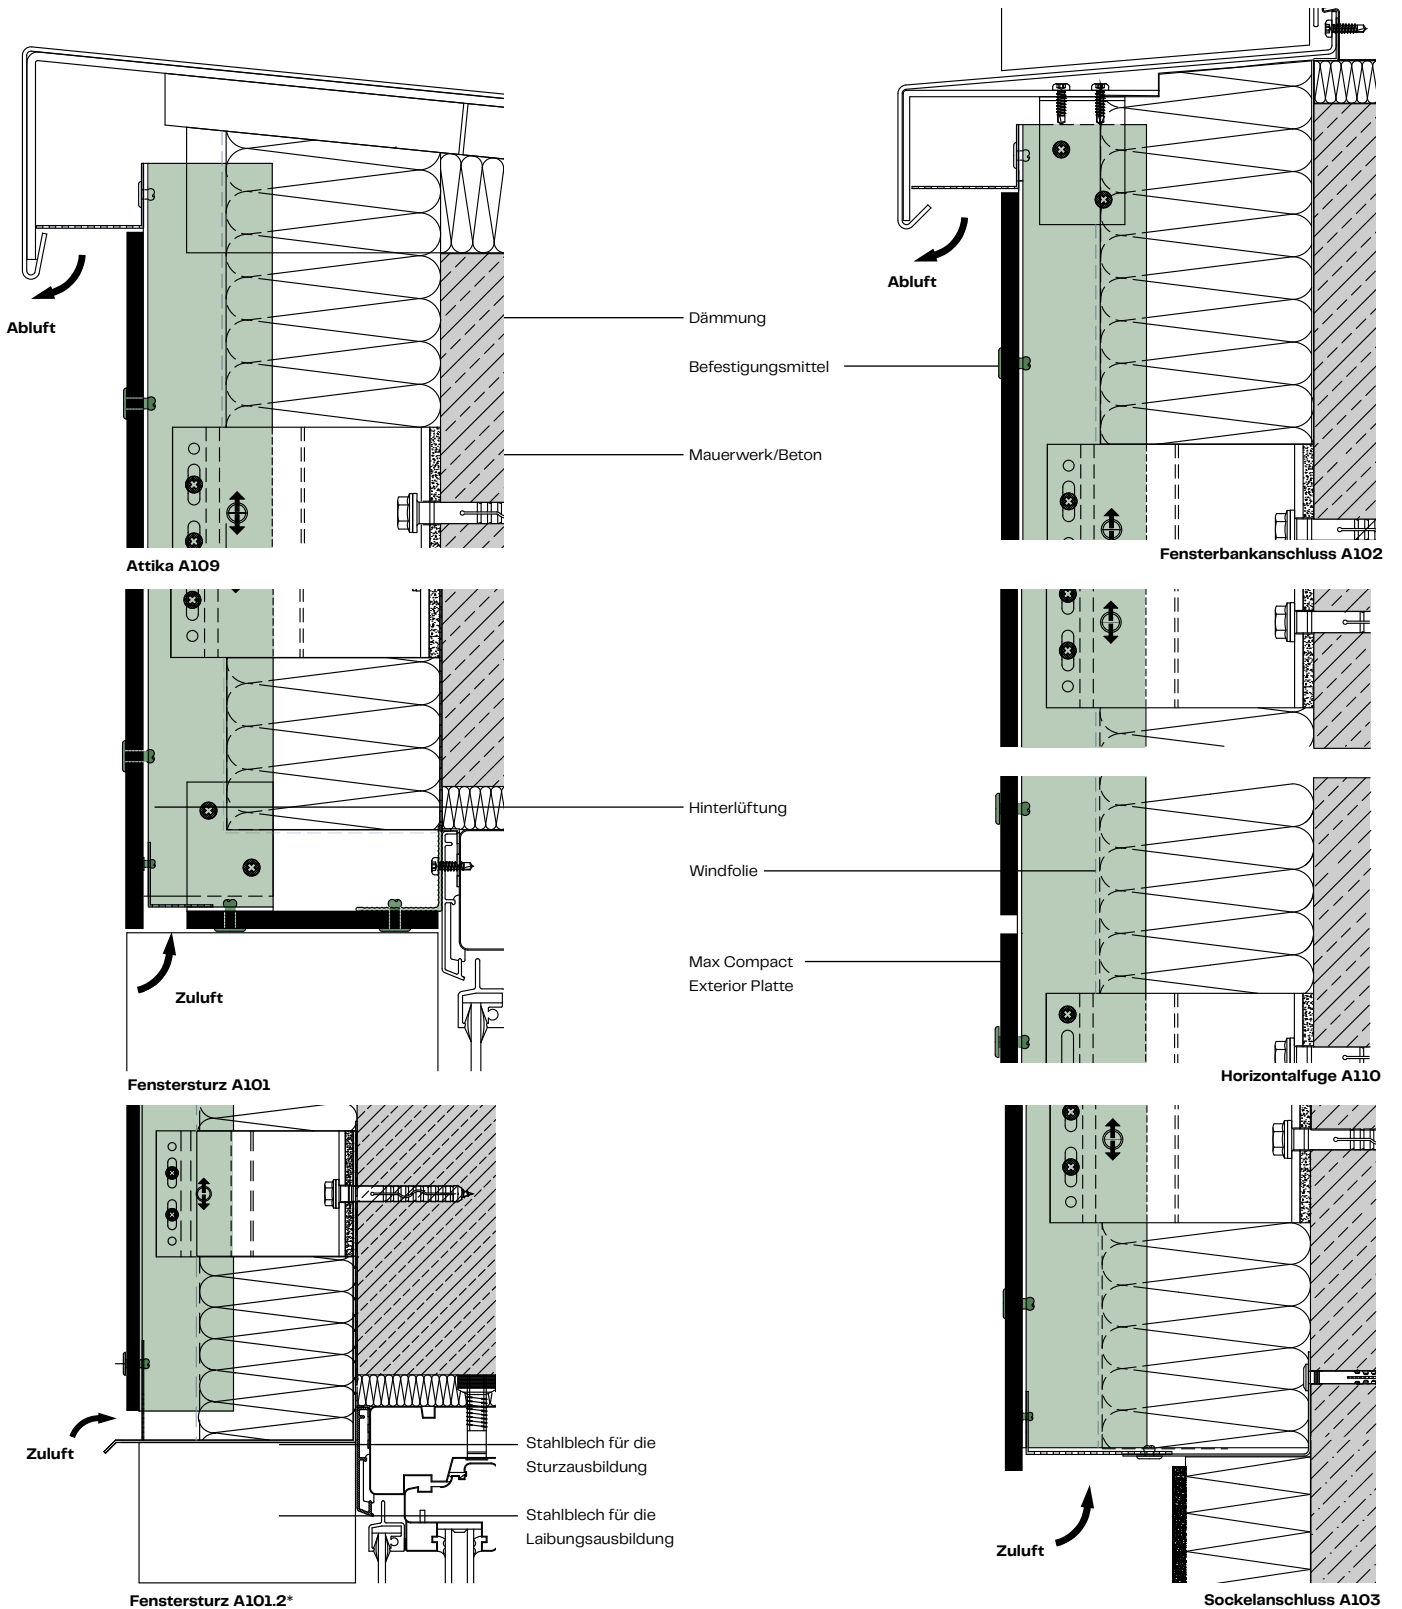 Abluft
Abluft
Dämmung
Befestigungsmittel
Mauerwerk/Beton
Attika A109
Fensterbankanschluss A102
Hinterlüftung
Windfolie
Max Compact
Exterior Platte
Zuluft
Fenstersturz A101
Horizontalfuge A110
Zuluft
Stahlblech für die
Sturzausbildung
Stahlblech für die
Laibungsausbildung
Zuluft
Fenstersturz A101.2*
Sockelanschluss A103